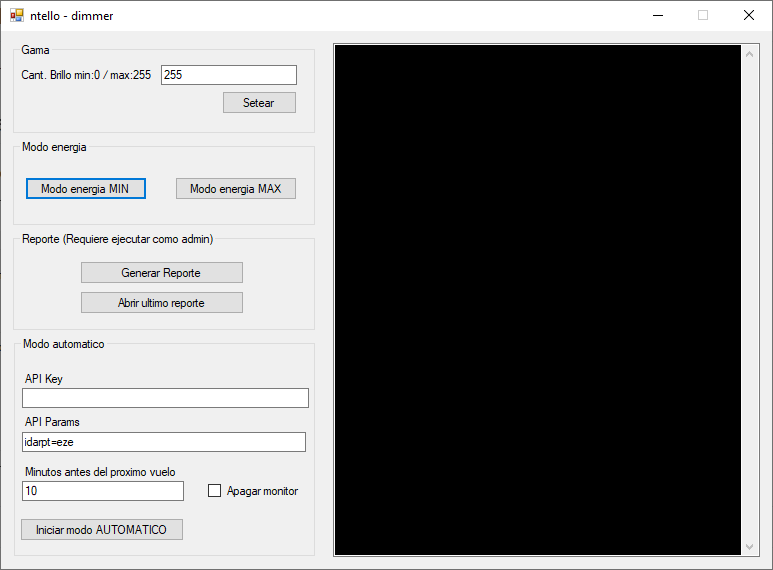 ntello - dimmer
Gama
Cant. Brillo min:0 / max:255 255
Setear
Modo energia
Modo energia MIN Modo energia MAX
Reporte (Requiere ejecutar como admin)
Generar Reporte
Abrir ultimo reporte
Modo automatico
API Key
API Params
idarpt=eze
Minutos antes del proximo vuelo
10 Apagar monitor
Iniciar modo AUTOMATICO